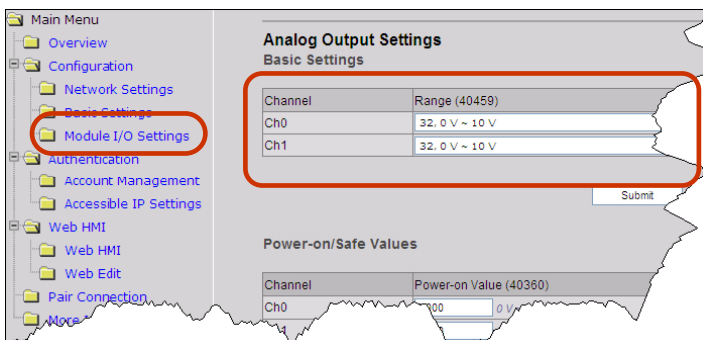 Main Menu
Overview
Configuration
Network Settings
Basic Settings
Module I/O Settings
Authentication
Account Management
Accessible IP Settings
Web HMI
Web HMI
Web Edit
Pair Connection
More
Analog Output Settings
Basic Settings
Channel Range (40459)
Ch0 32, 0 V ~ 10 V
Ch1 32, 0 V ~ 10 V
Submit
Power-on/Safe Values
Channel Power-on Value (40360)
Ch0 0 V